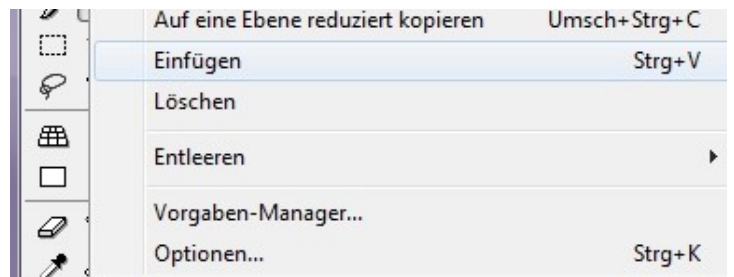 Auf eine Ebene reduziert kopieren Umsch+Strg+C
Einfügen Strg+V
Löschen
Entleeren
Vorgaben-Manager...
Optionen... Strg+K